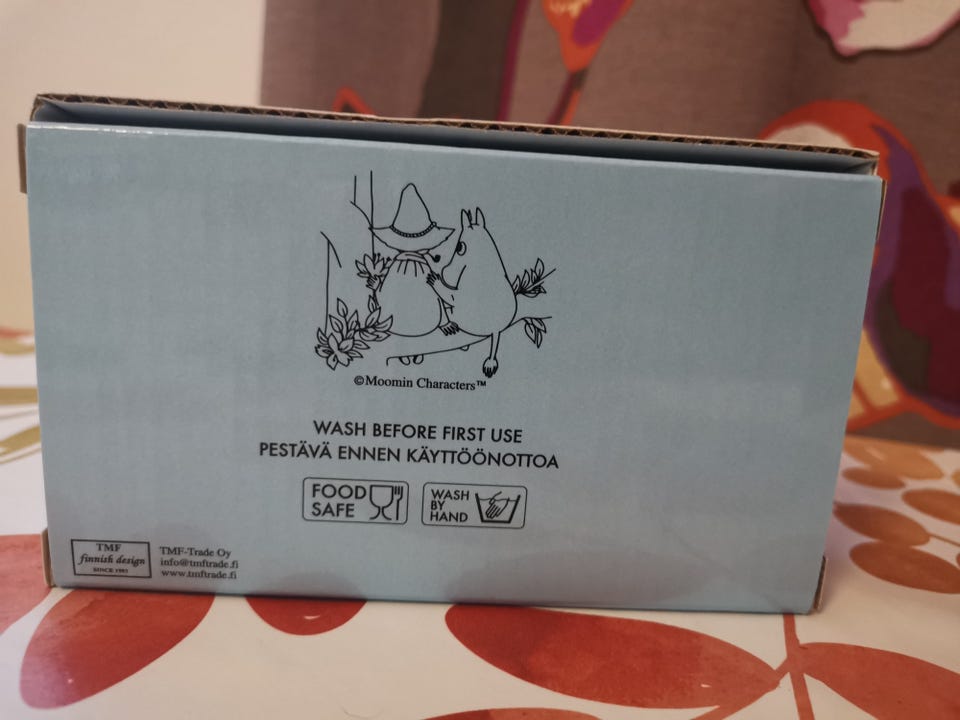 ©Moomin Characters™
WASH BEFORE FIRST USE
PESTÄVÄ ENNEN KÄYTTÖÖNOTTOA
FOOD
SAFE
WASH
BY
HAND
TMF
finnish design
SINCE 1993
TMF-Trade Oy
info@tmftrade.fi
www.tmftrade.fi